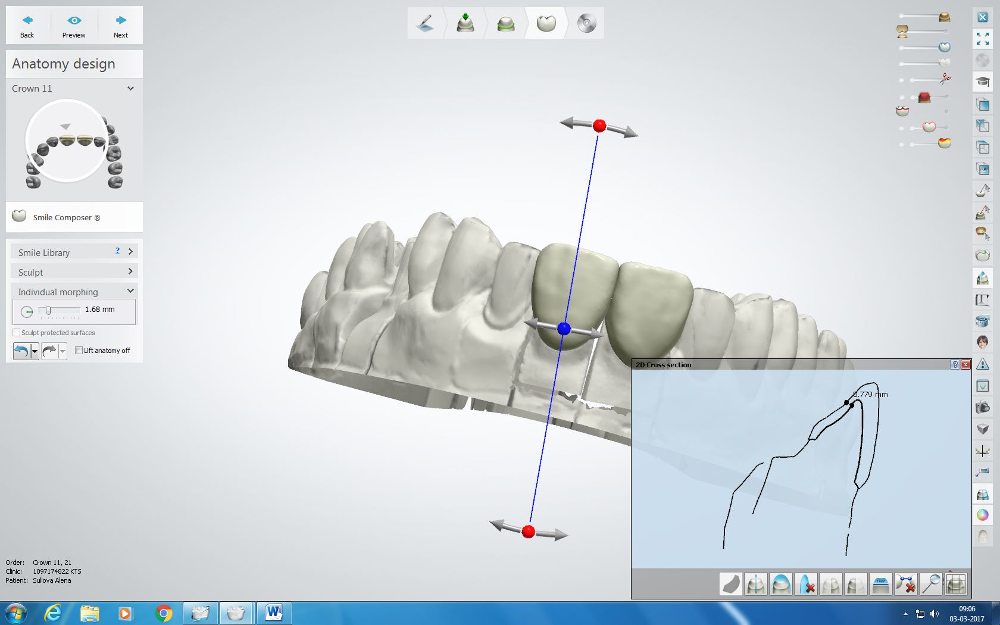 Back
Preview
Next
Anatomy design
Crown 11
Smile Composer ®
Smile Library ?
Sculpt
Individual morphing
1.68 mm
Sculpt protected surfaces
Lift anatomy off
2D Cross section
?
0.779 mm
Order: Crown 11, 21
Clinic: 1097174822 KTS
Patient: Sullova Alena
W
09:06
03-03-2017